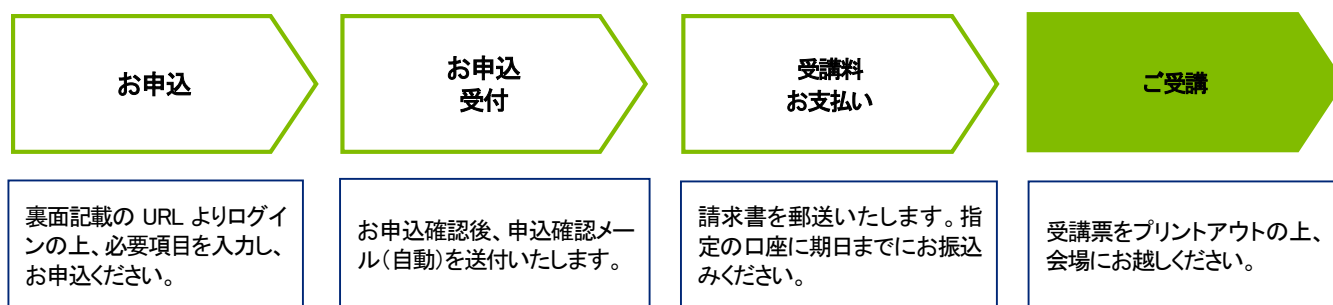 お申込
お申込
受付
受講料
お支払い
ご受講
裏面記載の URL よりログイ
ンの上、必要項目を入力し、
お申込ください。
お申込確認後、申込確認メー
ル（自動）を送付いたします。
請求書を郵送いたします。指
定の口座に期日までにお振込
みください。
受講票をプリントアウトの上、
会場にお越しください。